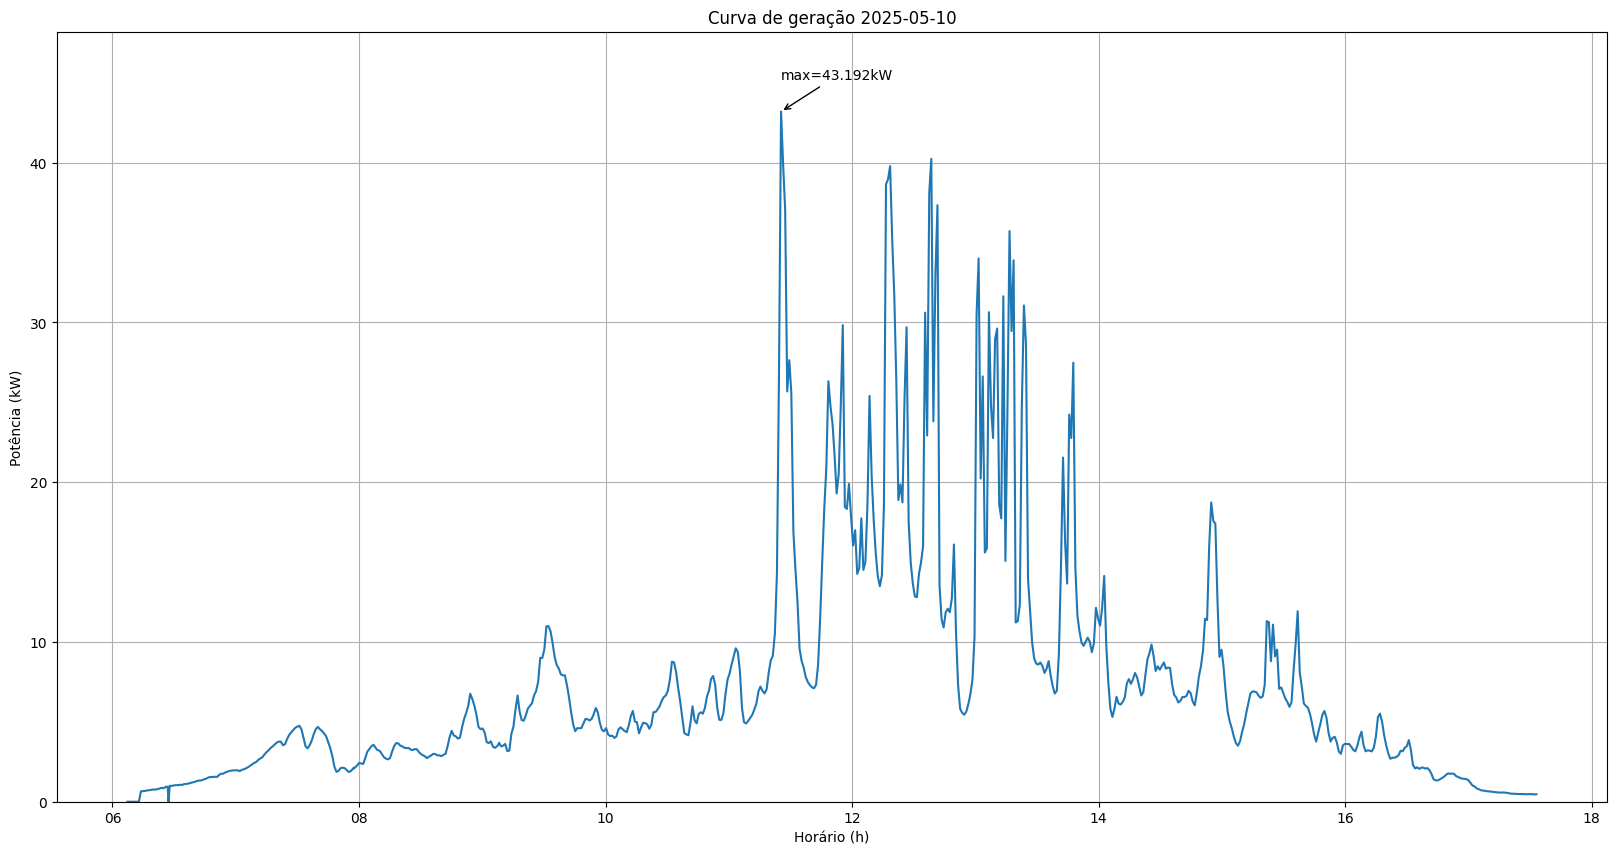 Curva de geração 2025-05-10
max=43.192kW
Potência (kW)
40
30
20
10
0
06 08 10 12 14 16 18
Horário (h)